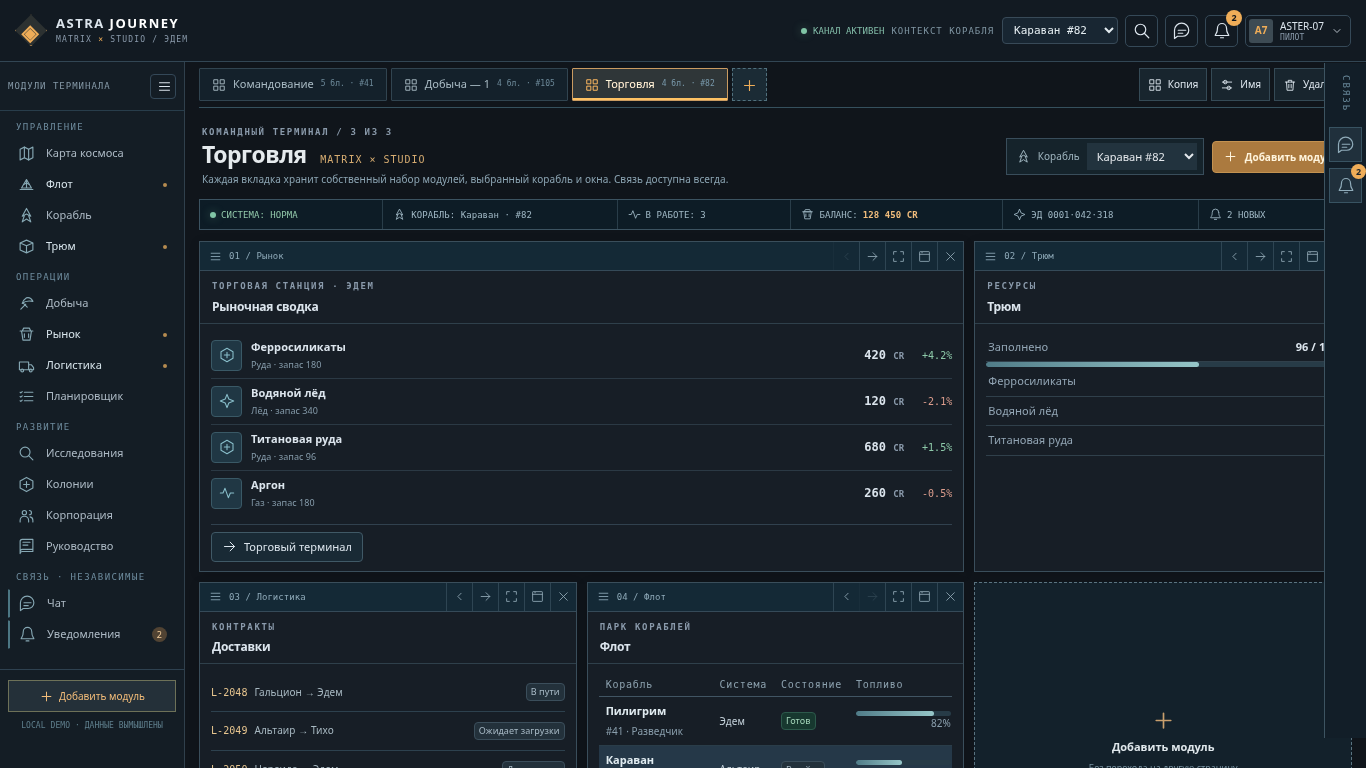 ASTRA JOURNEY
MATRIX × STUDIO / ЭДЕМ
КАНАЛ АКТИВЕН КОНТЕКСТ КОРАБЛЯ
Караван #82
2
A7
ASTER-07
ПИЛОТ
МОДУЛИ ТЕРМИНАЛА
УПРАВЛЕНИЕ
Карта космоса
Флот
Корабль
Трюм
ОПЕРАЦИИ
Добыча
Рынок
Логистика
Планировщик
РАЗВИТИЕ
Исследования
Колонии
Корпорация
Руководство
СВЯЗЬ · НЕЗАВИСИМЫЕ
Чат
Уведомления 2
Добавить модуль
LOCAL DEMO · ДАННЫЕ ВЫМЫШЛЕНЫ
Командование 5 бл. · #41
Добыча — 1 4 бл. · #105
Торговля 4 бл. · #82
Копия
Имя
Удал
СВЯЗЬ
2
КОМАНДНЫЙ ТЕРМИНАЛ / 3 ИЗ 3
Торговля MATRIX × STUDIO
Каждая вкладка хранит собственный набор модулей, выбранный корабль и окна. Связь доступна всегда.
Корабль Караван #82
Добавить моду
СИСТЕМА: НОРМА
КОРАБЛЬ: Караван · #82
В РАБОТЕ: 3
БАЛАНС: 128 450 CR
ЭД 0001·042·318
2 НОВЫХ
01 / Рынок
ТОРГОВАЯ СТАНЦИЯ · ЭДЕМ
Рыночная сводка
Ферросиликаты
Руда · запас 180
420 CR +4.2%
Водяной лёд
Лёд · запас 340
120 CR -2.1%
Титановая руда
Руда · запас 96
680 CR +1.5%
Аргон
Газ · запас 180
260 CR -0.5%
Торговый терминал
02 / Трюм
РЕСУРСЫ
Трюм
Заполнено 96 / 1
Ферросиликаты
Водяной лёд
Титановая руда
03 / Логистика
КОНТРАКТЫ
Доставки
L-2048 Гальцион → Эдем В пути
L-2049 Альтаир → Тихо Ожидает загрузки
04 / Флот
ПАРК КОРАБЛЕЙ
Флот
Корабль Система Состояние Топливо
Пилигрим
#41 · Разведчик
Эдем Готов 82%
Караван
Добавить модуль